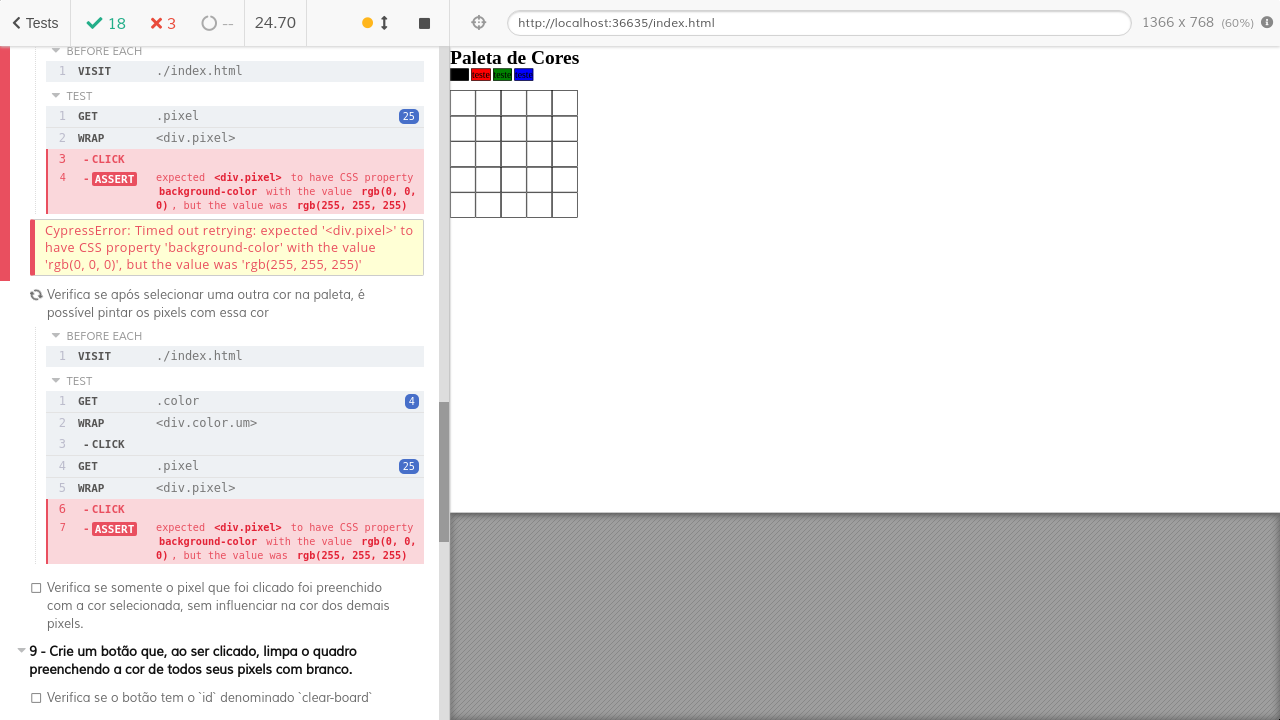 Tests 18 3 -- 24.70 http://localhost:36635/index.html 1366 x 768 (60%)
BEFORE EACH
1 VISIT ./index.html
TEST
1 GET .pixel 25
2 WRAP <div.pixel>
3 - CLICK
4 - ASSERT expected <div.pixel> to have CSS property
background-color with the value rgb(0, 0,
0), but the value was rgb(255, 255, 255)
CypressError: Timed out retrying: expected '<div.pixel>' to
have CSS property 'background-color' with the value
'rgb(0, 0, 0)', but the value was 'rgb(255, 255, 255)'
Verifica se após selecionar uma outra cor na paleta, é
possível pintar os pixels com essa cor
BEFORE EACH
1 VISIT ./index.html
TEST
1 GET .color 4
2 WRAP <div.color.um>
3 - CLICK
4 GET .pixel 25
5 WRAP <div.pixel>
6 - CLICK
7 - ASSERT expected <div.pixel> to have CSS property
background-color with the value rgb(0, 0,
0), but the value was rgb(255, 255, 255)
Verifica se somente o pixel que foi clicado foi preenchido
com a cor selecionada, sem influenciar na cor dos demais
pixels.
9 - Crie um botão que, ao ser clicado, limpa o quadro
preenchendo a cor de todos seus pixels com branco.
Verifica se o botão tem o `id` denominado `clear-board`
Paleta de Cores
teste teste